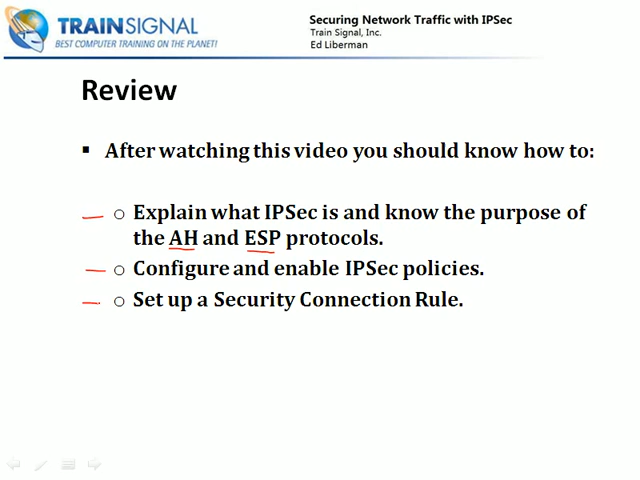 TRAINSIGNAL
BEST COMPUTER TRAINING ON THE PLANET!
Securing Network Traffic with IPSec
Train Signal, Inc.
Ed Liberman
Review
▪ After watching this video you should know how to:
○ Explain what IPSec is and know the purpose of
the AH and ESP protocols.
○ Configure and enable IPSec policies.
○ Set up a Security Connection Rule.